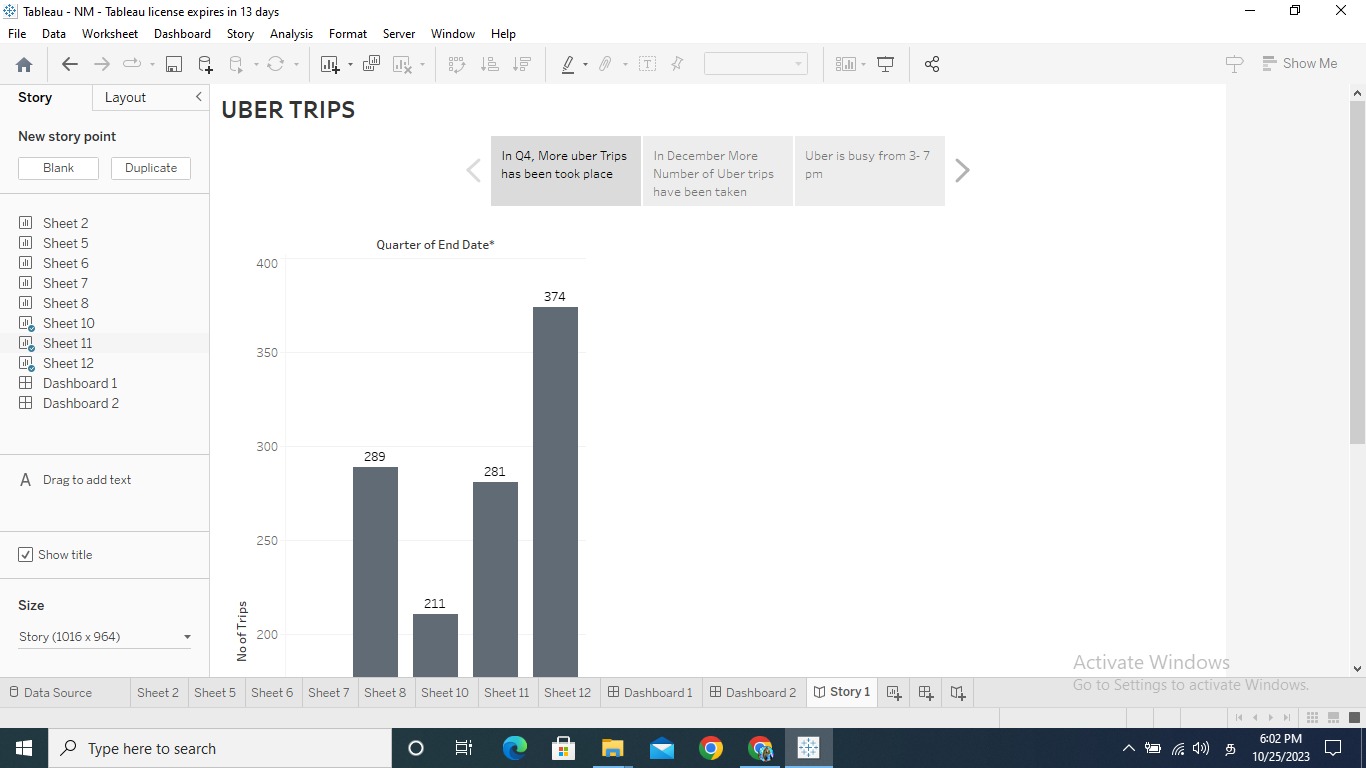 Tableau - NM - Tableau license expires in 13 days
File Data Worksheet Dashboard Story Analysis Format Server Window Help
Show Me
Story Layout
New story point
Blank Duplicate
Sheet 2
Sheet 5
Sheet 6
Sheet 7
Sheet 8
Sheet 10
Sheet 11
Sheet 12
Dashboard 1
Dashboard 2
A Drag to add text
Show title
Size
Story (1016 x 964)
UBER TRIPS
In Q4, More uber Trips
has been took place
In December More
Number of Uber trips
have been taken
Uber is busy from 3- 7
pm
Quarter of End Date*
400
350
300
250
200
No of Trips
289
211
281
374
Activate Windows
Go to Settings to activate Windows.
Data Source Sheet 2 Sheet 5 Sheet 6 Sheet 7 Sheet 8 Sheet 10 Sheet 11 Sheet 12 Dashboard 1 Dashboard 2 Story 1
Type here to search
6:02 PM
10/25/2023